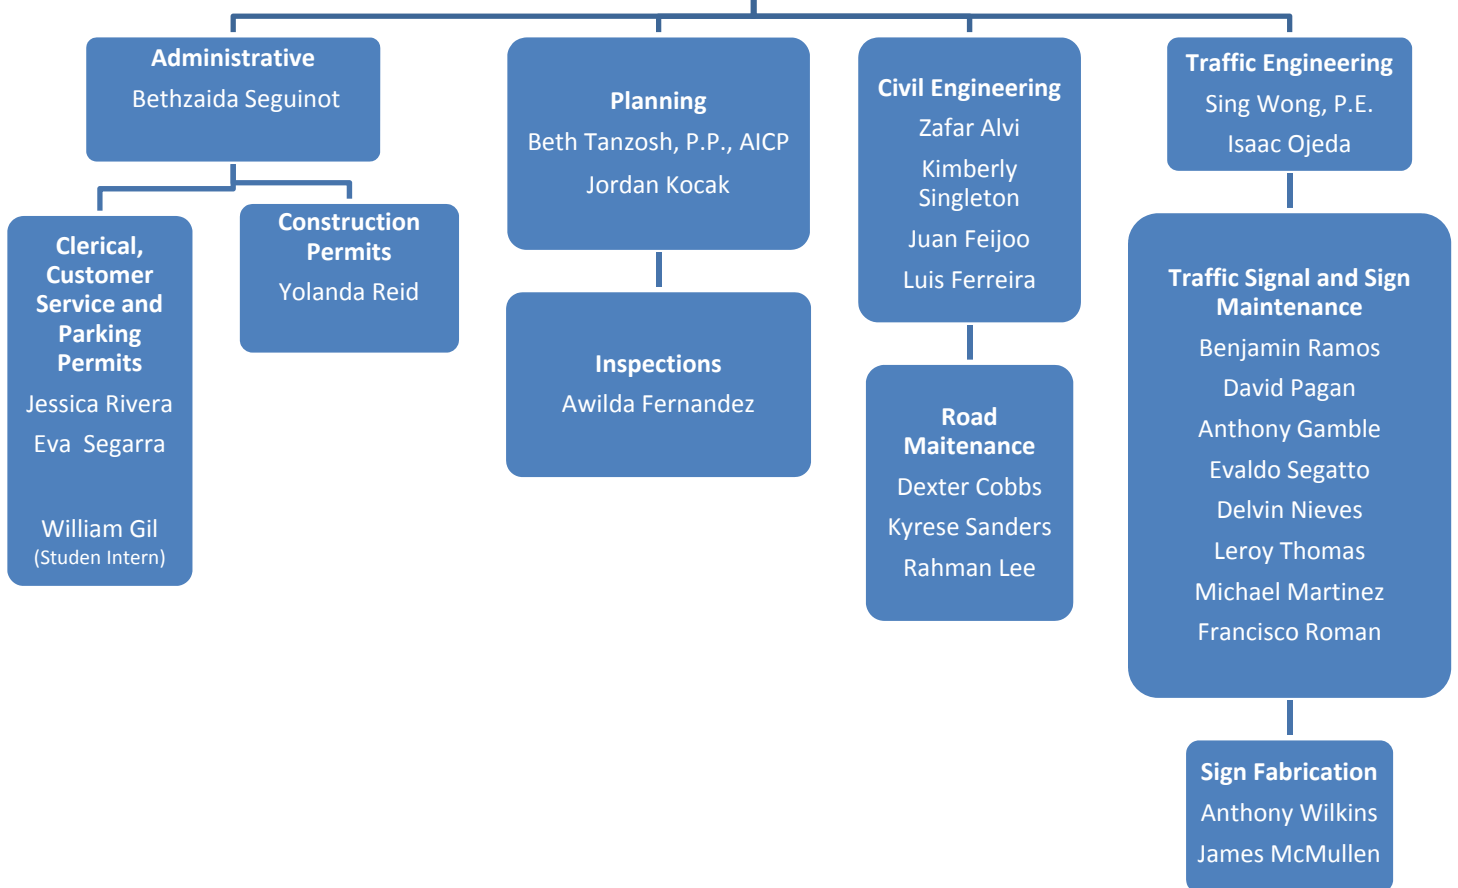 Administrative
Bethzaida Seguinot
Clerical,
Customer
Service and
Parking
Permits
Jessica Rivera
Eva  Segarra
William Gil
(Studen Intern)
Construction
Permits
Yolanda Reid
Planning
Beth Tanzosh, P.P., AICP
Jordan Kocak
Inspections
Awilda Fernandez
Civil Engineering
Zafar Alvi
Kimberly
Singleton
Juan Feijoo
Luis Ferreira
Road
Maitenance
Dexter Cobbs
Kyrese Sanders
Rahman Lee
Traffic Engineering
Sing Wong, P.E.
Isaac Ojeda
Traffic Signal and Sign
Maintenance
Benjamin Ramos
David Pagan
Anthony Gamble
Evaldo Segatto
Delvin Nieves
Leroy Thomas
Michael Martinez
Francisco Roman
Sign Fabrication
Anthony Wilkins
James McMullen